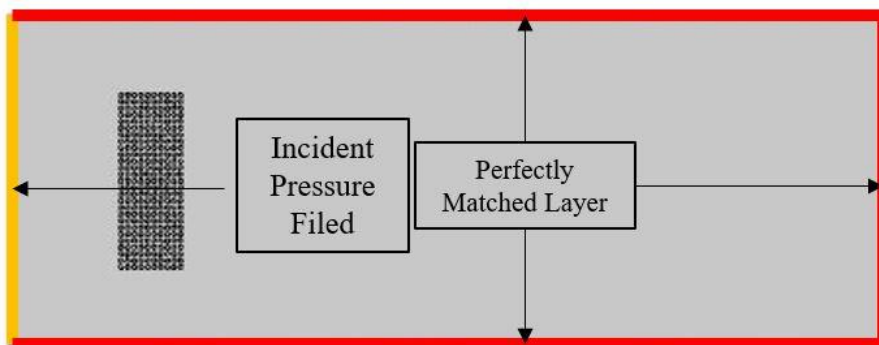 Incident
Pressure
Filed
Perfectly
Matched Layer